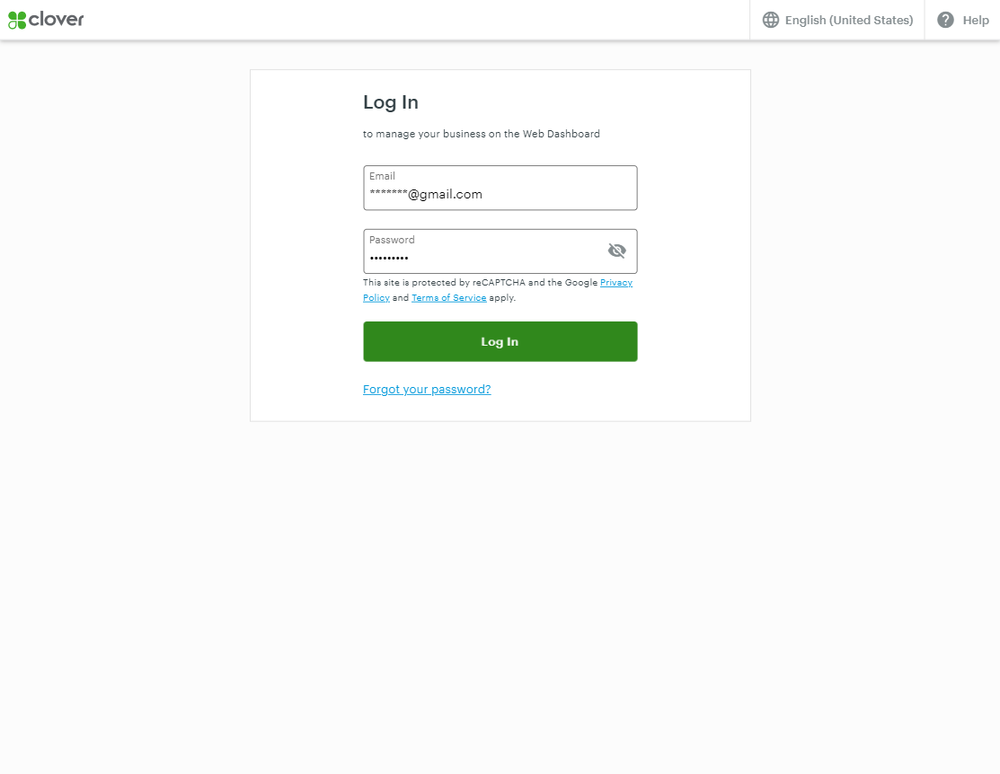 clover
English (United States)
Help
Log In
to manage your business on the Web Dashboard
Email
*******@gmail.com
Password
•••••••••
This site is protected by reCAPTCHA and the Google Privacy
Policy and Terms of Service apply.
Log In
Forgot your password?